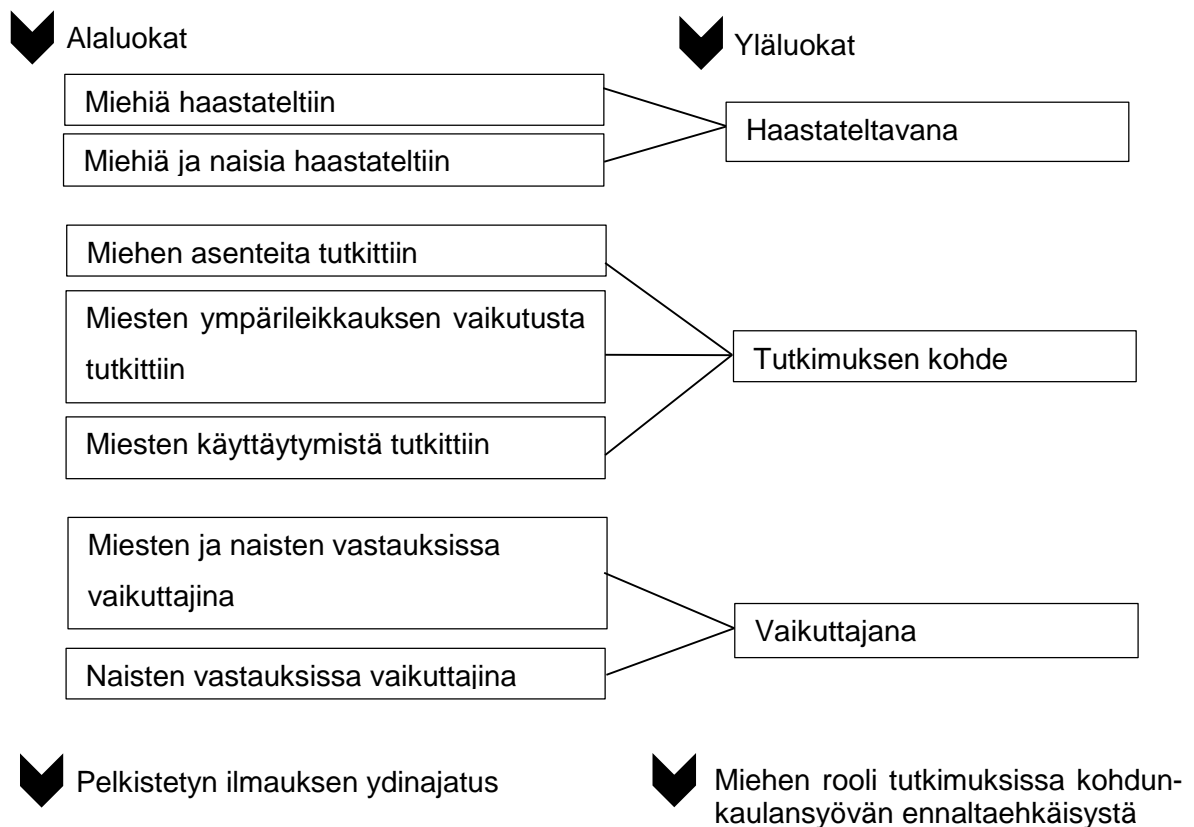 Alaluokat
Yläluokat
Miehiä haastateltiin
Miehiä ja naisia haastateltiin
Haastateltavana
Miehen asenteita tutkittiin
Miesten ympärileikkauksen vaikutusta
tutkittiin
Miesten käyttäytymistä tutkittiin
Tutkimuksen kohde
Miesten ja naisten vastauksissa
vaikuttajina
Naisten vastauksissa vaikuttajina
Vaikuttajana
Pelkistetyn ilmauksen ydinajatus
Miehen rooli tutkimuksissa kohdun-
kaulansyövän ennaltaehkäisystä